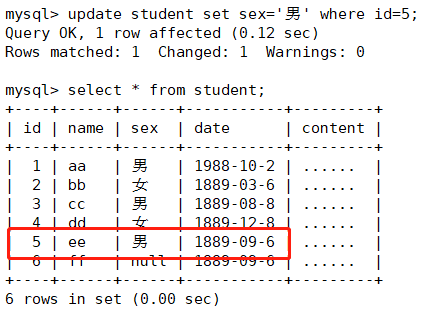 mysql> update student set sex='男' where id=5;
Query OK, 1 row affected (0.12 sec)
Rows matched: 1  Changed: 1  Warnings: 0

mysql> select * from student;
+----+------+------+-----------+---------+
| id | name | sex  | date      | content |
+----+------+------+-----------+---------+
|  1 | aa   | 男   | 1988-10-2 | ......  |
|  2 | bb   | 女   | 1889-03-6 | ......  |
|  3 | cc   | 男   | 1889-08-8 | ......  |
|  4 | dd   | 女   | 1889-12-8 | ......  |
|  5 | ee   | 男   | 1889-09-6 | ......  |
|  6 | ff   | null | 1889-09-6 | ......  |
+----+------+------+-----------+---------+
6 rows in set (0.00 sec)